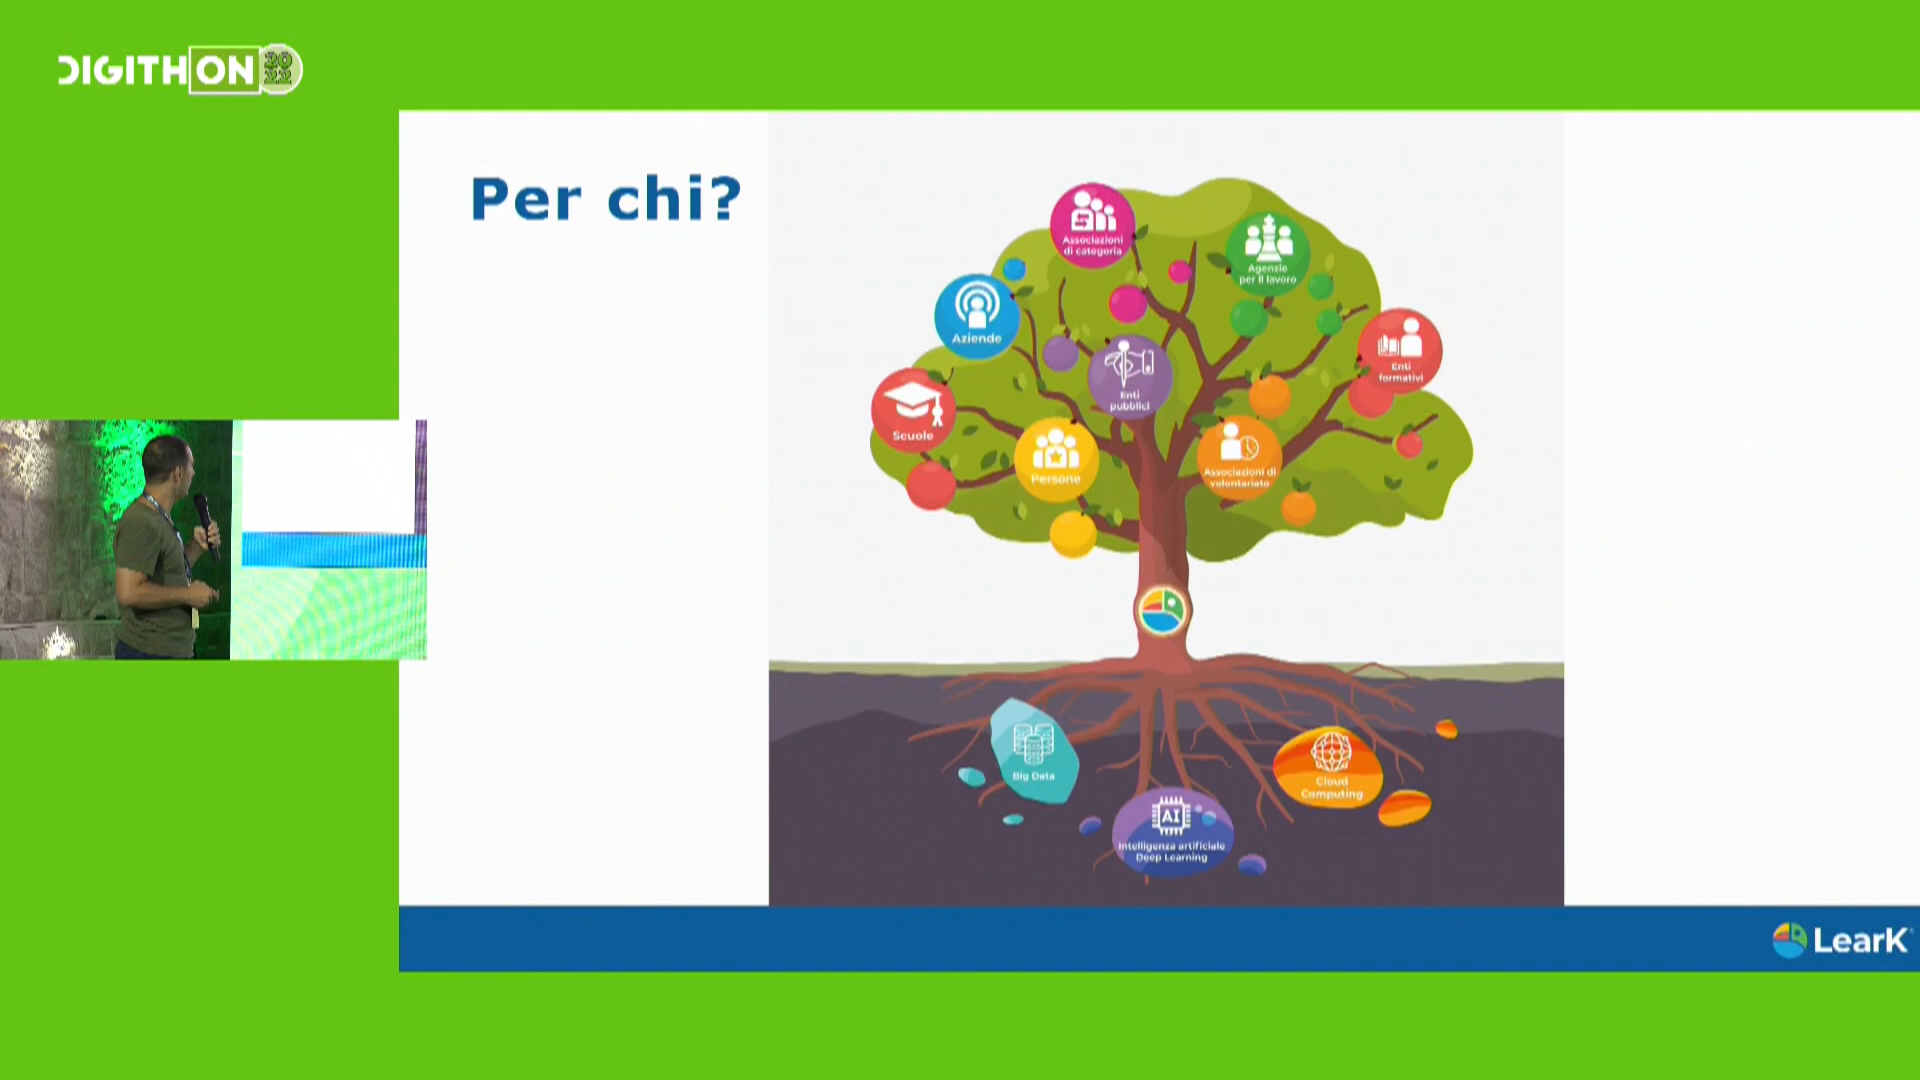 DIGITHON 2022
Per chi?
Associazioni
di categoria
Agenzie
per il lavoro
Aziende
Enti
formativi
Enti
pubblici
Scuole
Persone
Associazioni di
volontariato
Big Data
Cloud
Computing
AI
Intelligenza artificiale
Deep Learning
LearK